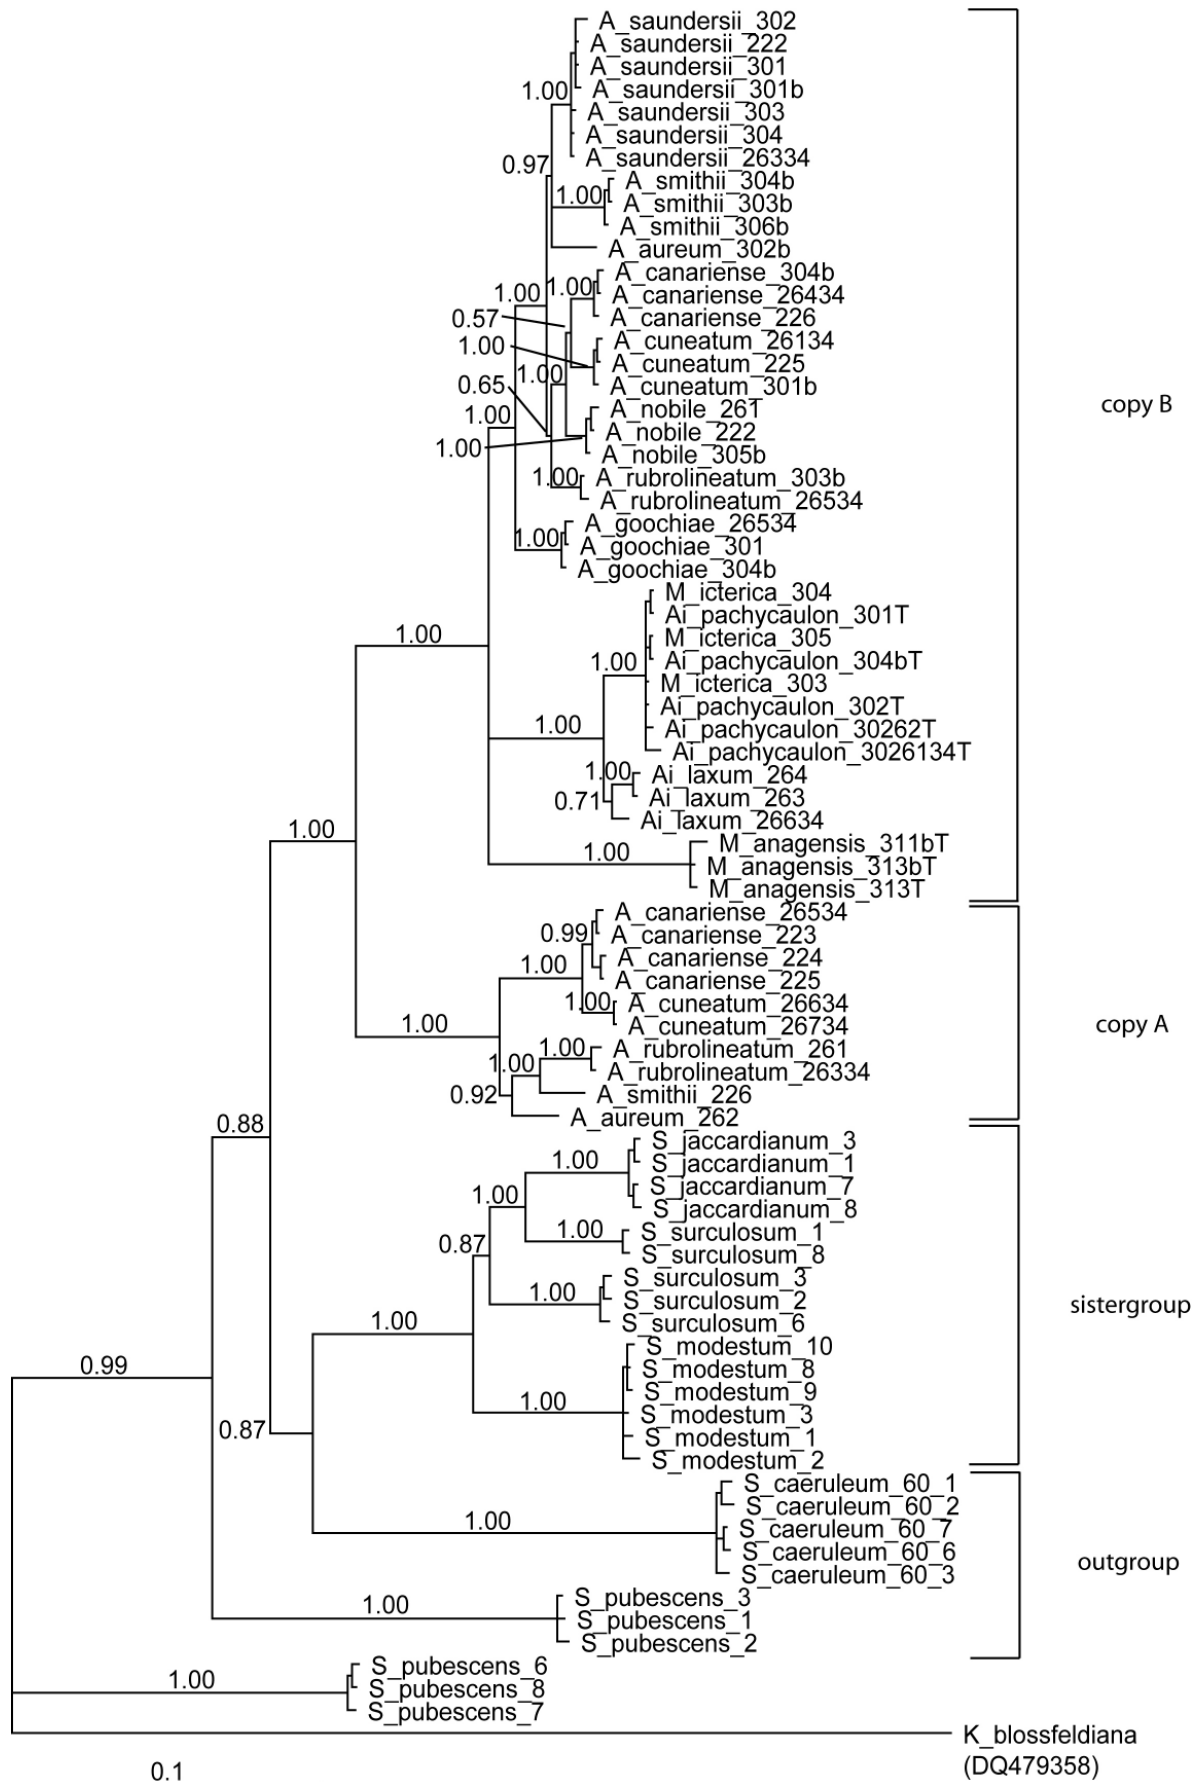 A_saundersii_302
A_saundersii_222
A_saundersii_301
1.00
A_saundersii_301b
A_saundersii_303
A_saundersii_304
A_saundersii_26334
0.97
A_smithii_304b
1.00
A_smithii_303b
A_smithii_306b
A_aureum_302b
A_canariense_304b
1.00
1.00
A_canariense_26434
0.57
A_canariense_226
1.00
A_cuneatum_26134
A_cuneatum_225
1.00
0.65
A_cuneatum_301b
copy B
1.00
A_nobile_261
A_nobile_222
1.00
A_nobile_305b
1.00
A_rubrolineatum_303b
A_rubrolineatum_26534
A_goochiae_26534
1.00
A_goochiae_301
A_goochiae_304b
M_icterica_304
Ai_pachycaulon_301T
1.00
M_icterica_305
1.00
Ai_pachycaulon_304bT
M_icterica_303
Ai_pachycaulon_302T
1.00
Ai_pachycaulon_30262T
Ai_pachycaulon_3026134T
1.00
Ai_laxum_264
0.71
Ai_laxum_263
Ai_laxum_26634
1.00
M_anagensis_311bT
1.00
M_anagensis_313bT
M_anagensis_313T
A_canariense_26534
0.99
A_canariense_223
1.00
A_canariense_224
A_canariense_225
1.00
A_cuneatum_26634
1.00
A_cuneatum_26734
copy A
1.00
A_rubrolineatum_261
1.00
A_rubrolineatum_26334
0.92
A_smithii_226
A_aureum_262
0.88
S_jaccardianum_3
1.00
S_jaccardianum_1
1.00
S_jaccardianum_7
S_jaccardianum_8
1.00
S_surculosum_1
0.87
S_surculosum_8
S_surculosum_3
1.00
S_surculosum_2
sistergroup
1.00
S_surculosum_6
S_modestum_10
0.99
S_modestum_8
S_modestum_9
1.00
S_modestum_3
0.87
S_modestum_1
S_modestum_2
S_caeruleum_60_1
S_caeruleum_60_2
1.00
S_caeruleum_60_7
S_caeruleum_60_6
outgroup
S_caeruleum_60_3
1.00
S_pubescens_3
S_pubescens_1
S_pubescens_2
S_pubescens_6
1.00
S_pubescens_8
S_pubescens_7
K_blossfeldiana
(DQ479358)
0.1